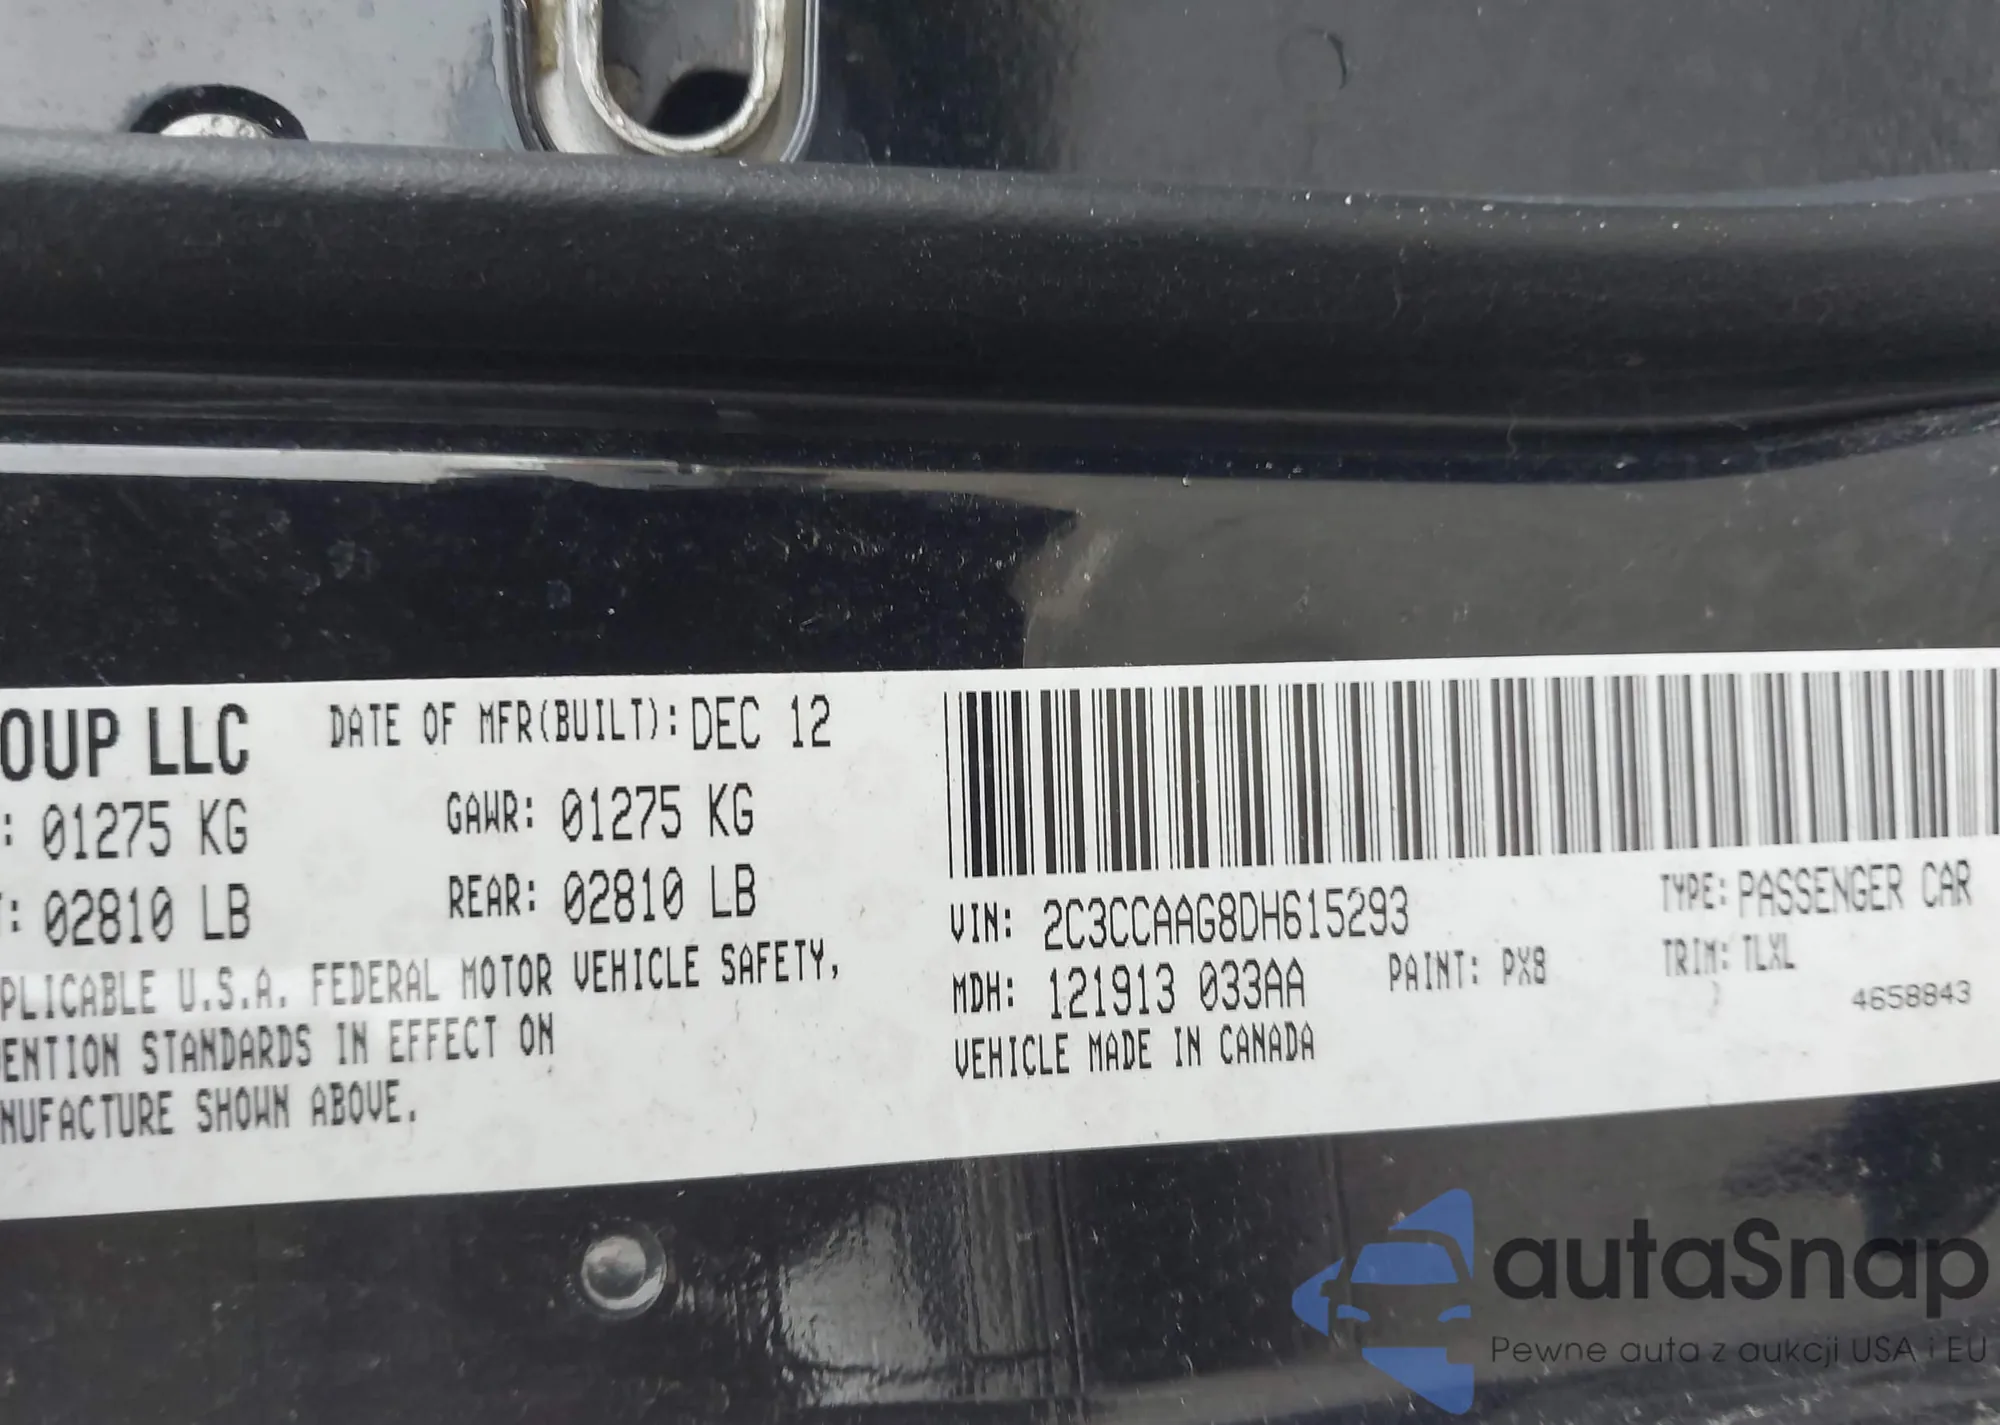 OUP LLC
DATE OF MFR(BUILT): DEC 12
: 01275 KG
GAWR: 01275 KG
: 02810 LB
REAR: 02810 LB
PLICABLE U.S.A. FEDERAL MOTOR VEHICLE SAFETY,
ENTION STANDARDS IN EFFECT ON
NUFACTURE SHOWN ABOVE.
VIN: 2C3CCAAG8DH615293
TYPE: PASSENGER CAR
MDH: 121913 033AA
PAINT: PX8
TRIM: TLXL
VEHICLE MADE IN CANADA
4658843
autaSnap
Pewne auta z aukcji USA i EU